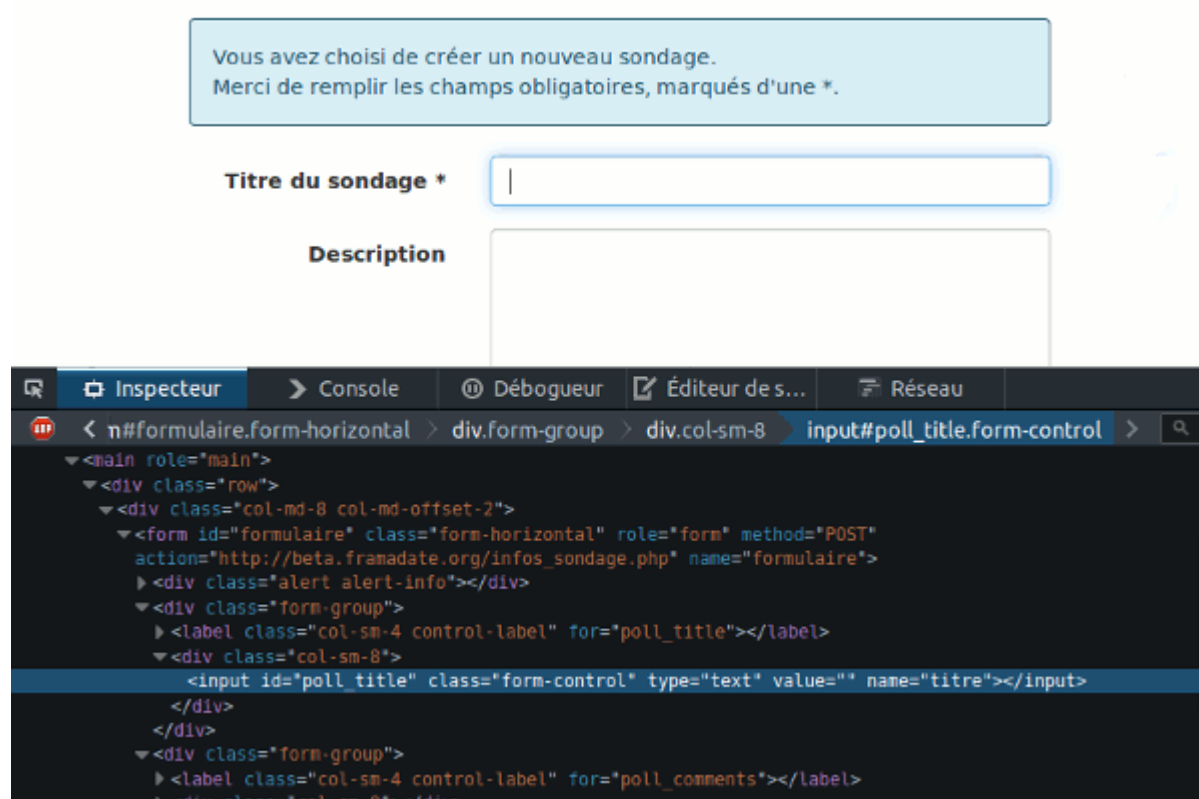 Vous avez choisi de créer un nouveau sondage.
Merci de remplir les champs obligatoires, marqués d'une *.
Titre du sondage *
Description
Inspecteur
Console
Débogueur
Éditeur de s...
Réseau
#formulaire.form-horizontal
div.form-group
div.col-sm-8
input#poll_title.form-control
<main role="main">
<div class="row">
<div class="col-md-8 col-md-offset-2">
<form id="formulaire" class="form-horizontal" role="form" method="POST"
action="http://beta.framadate.org/infos_sondage.php" name="formulaire">
<div class="alert alert-info"></div>
<div class="form-group">
<label class="col-sm-4 control-label" for="poll_title"></label>
<div class="col-sm-8">
<input id="poll_title" class="form-control" type="text" value="" name="titre"></input>
</div>
</div>
<div class="form-group">
<label class="col-sm-4 control-label" for="poll_comments"></label>